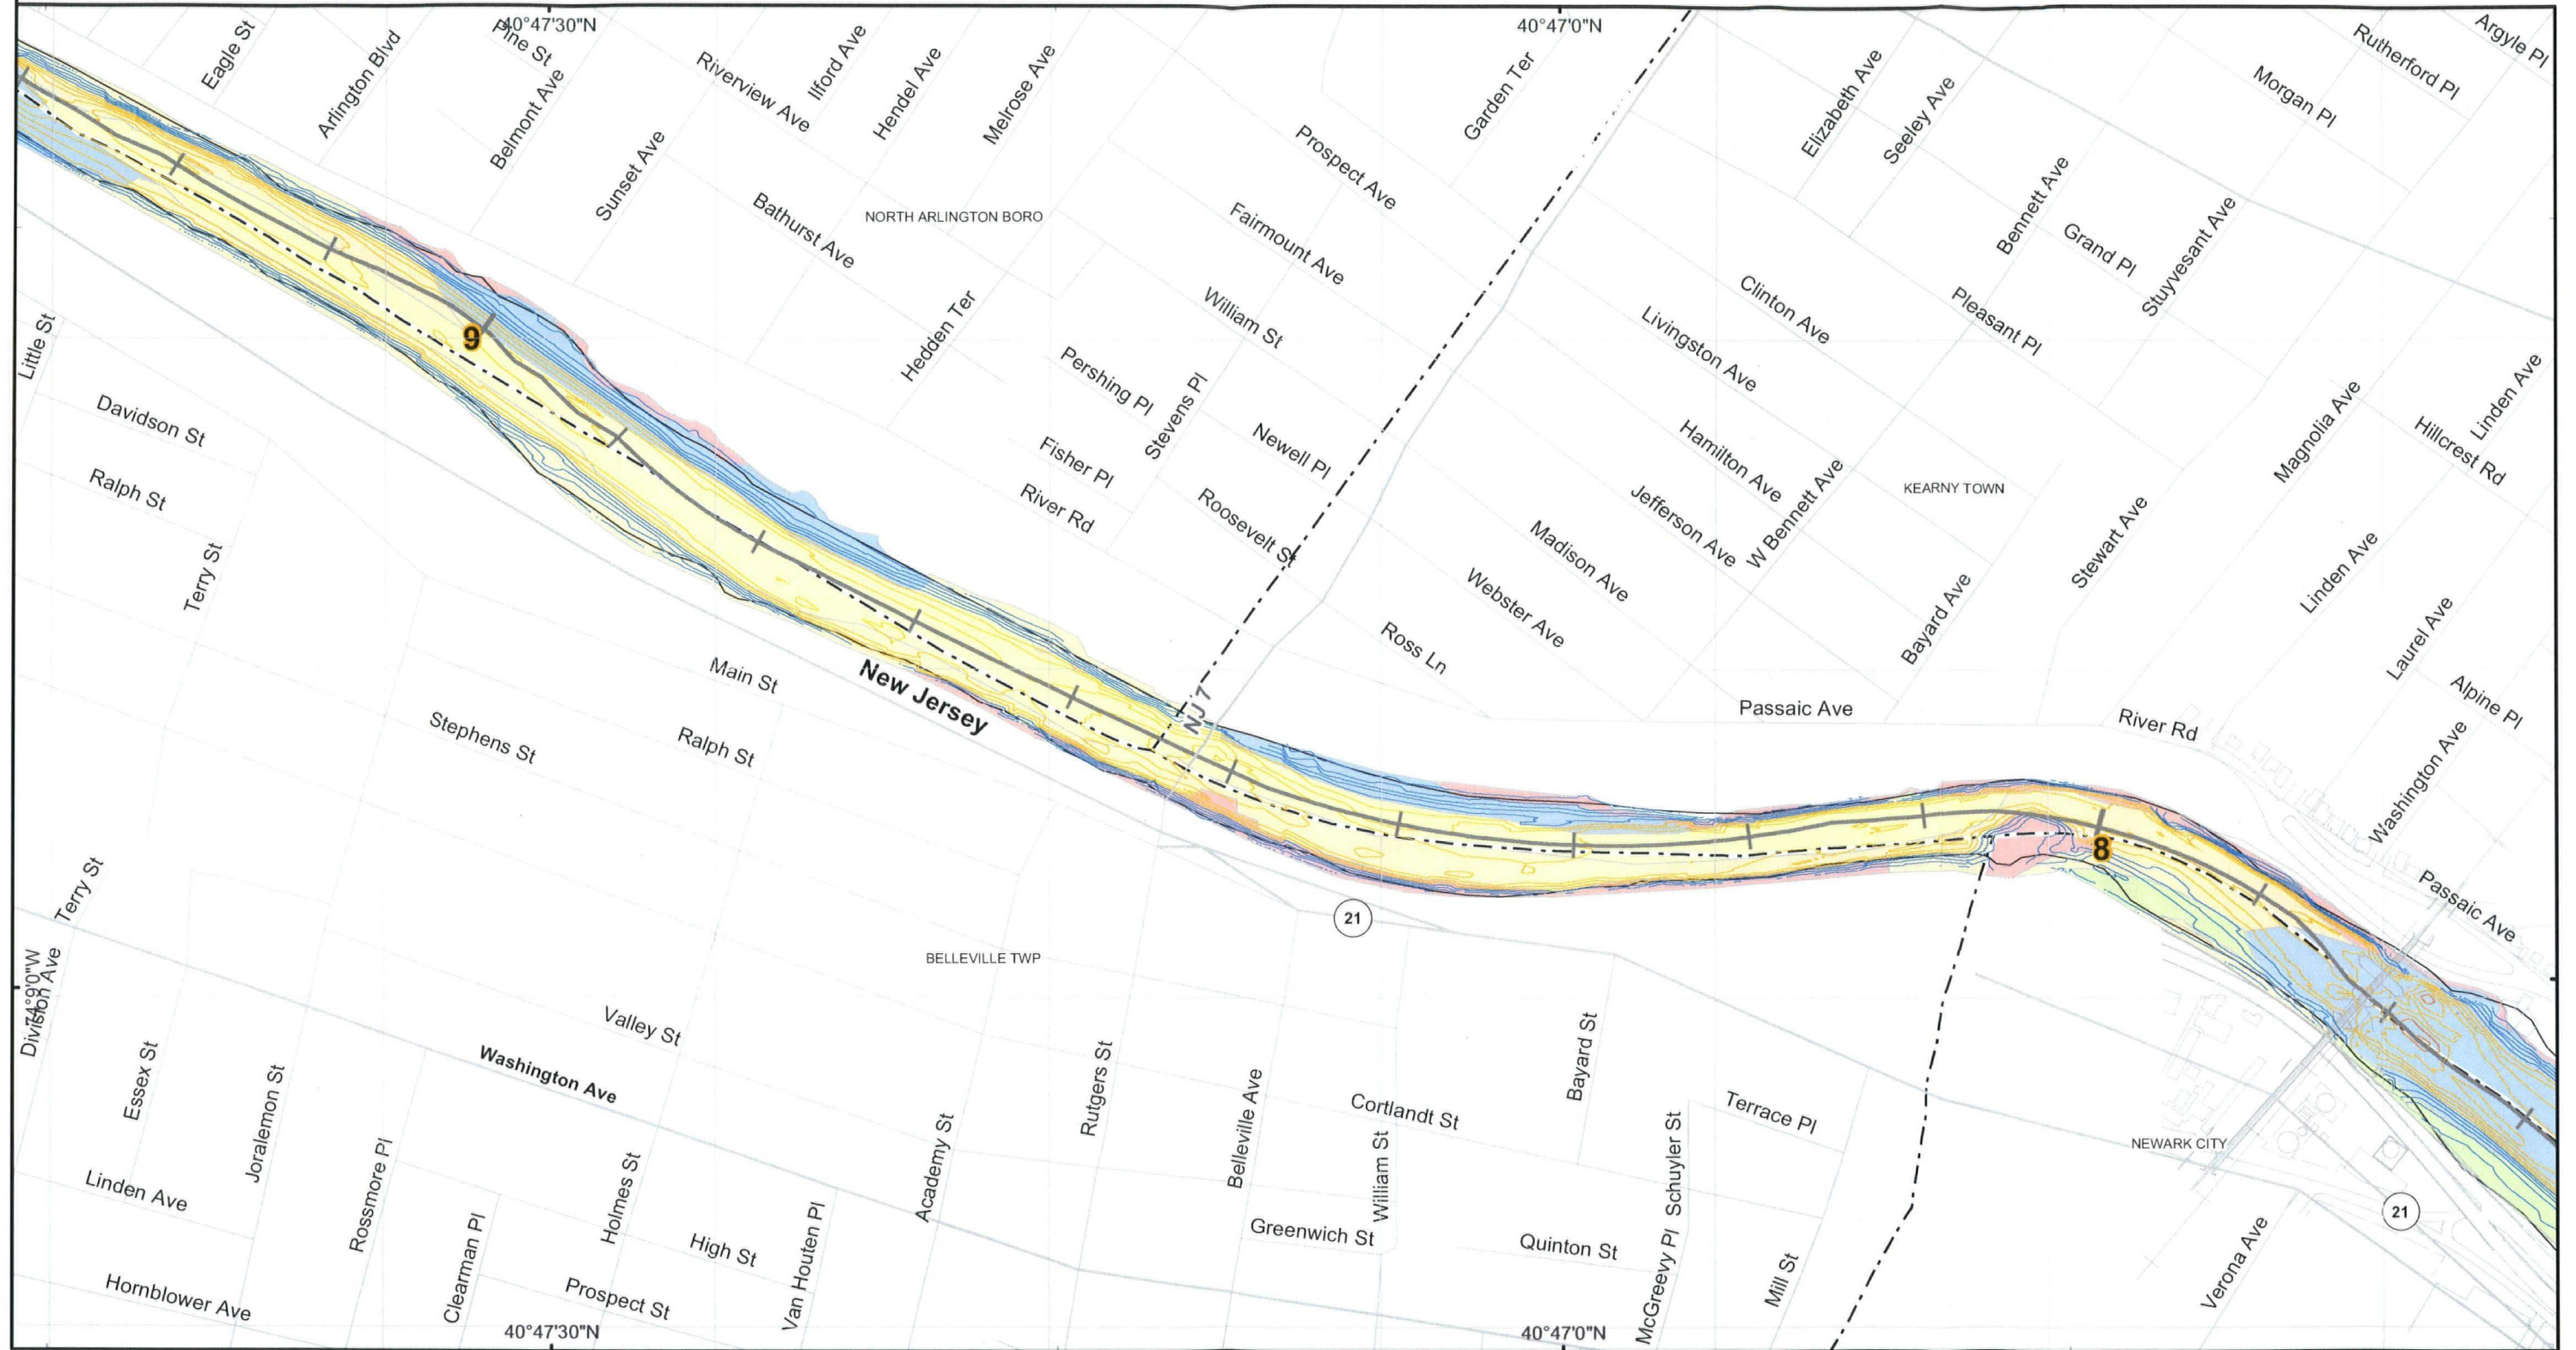 40°47'30"N
40°47'0"N
Eagle St
Arlington Blvd
Pine St
Belmont Ave
Sunset Ave
Riverview Ave
Ilford Ave
Hendel Ave
Melrose Ave
Bathurst Ave
NORTH ARLINGTON BORO
Hedden Ter
Prospect Ave
Garden Ter
Fairmount Ave
William St
Pershing Pl
Stevens Pl
Newell Pl
Fisher Pl
River Rd
Roosevelt St
Elizabeth Ave
Seeley Ave
Morgan Pl
Rutherford Pl
Argyle Pl
Bennett Ave
Grand Pl
Stuyvesant Ave
Clinton Ave
Pleasant Pl
Livingston Ave
Hamilton Ave
W Bennett Ave
KEARNY TOWN
Jefferson Ave
Madison Ave
Webster Ave
Ross Ln
Magnolia Ave
Linden Ave
Hillcrest Rd
Stewart Ave
Bayard Ave
Linden Ave
Laurel Ave
Alpine Pl
Passaic Ave
River Rd
Washington Ave
Passaic Ave
9
8
NJ 7
New Jersey
Little St
Davidson St
Ralph St
Terry St
Main St
Stephens St
Ralph St
21
BELLEVILLE TWP
Terry St
74°9'0"W
Division Ave
Valley St
Washington Ave
Essex St
Joralemon St
Rossmore Pl
Linden Ave
Hornblower Ave
Clearman Pl
Holmes St
High St
Prospect St
Van Houten Pl
Academy St
Rutgers St
Belleville Ave
William St
Cortlandt St
Bayard St
Greenwich St
Quinton St
Schuyler St
McGreevy Pl
Terrace Pl
Mill St
NEWARK CITY
Verona Ave
21
40°47'30"N
40°47'0"N